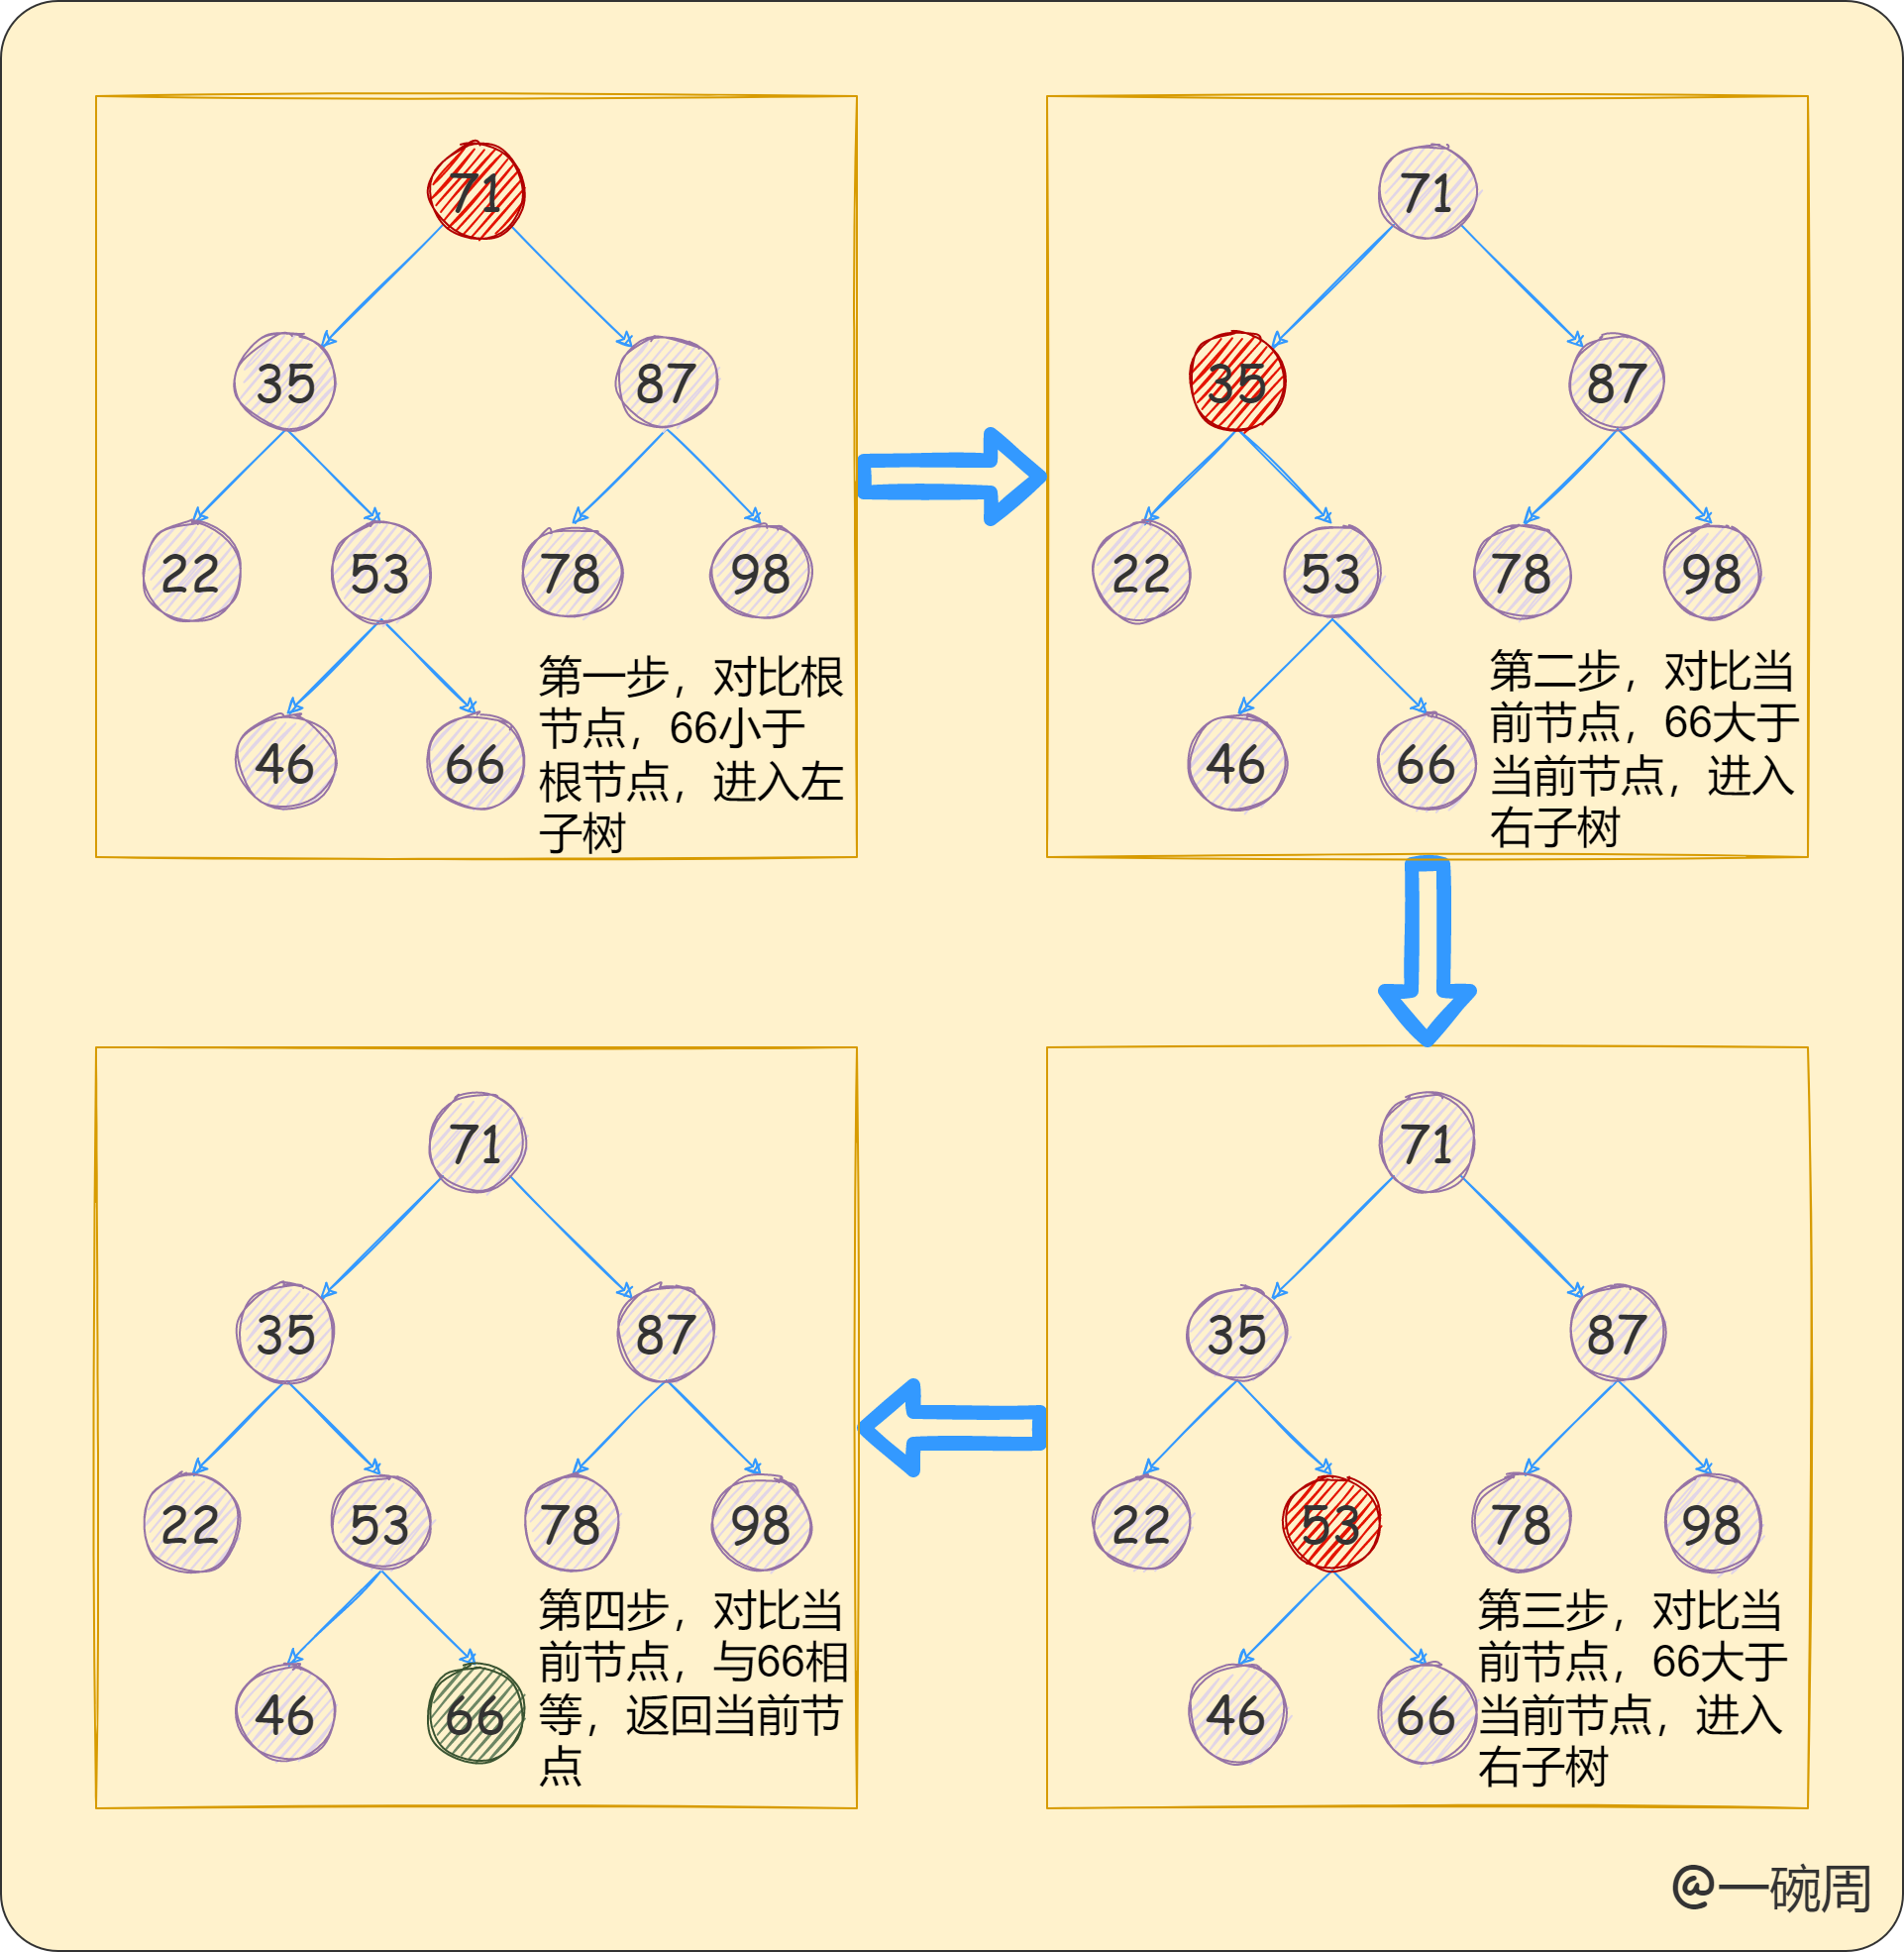 71
35
87
22
53
78
98
46
66
第一步，对比根
节点，66小于
根节点，进入左
子树
71
35
87
22
53
78
98
46
66
第二步，对比当
前节点，66大于
当前节点，进入
右子树
71
35
87
22
53
78
98
46
66
第三步，对比当
前节点，66大于
当前节点，进入
右子树
71
35
87
22
53
78
98
46
66
第四步，对比当
前节点，与66相
等，返回当前节
点
@一碗周